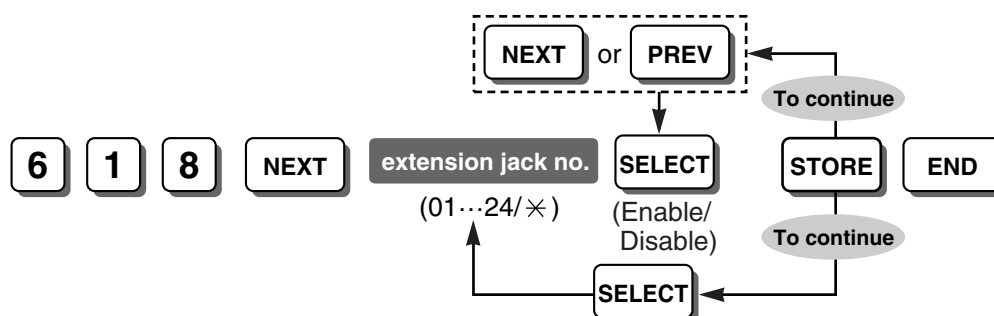 NEXT or PREV
To continue
6 1 8 NEXT extension jack no. SELECT STORE END
(01···24/✳) (Enable/
Disable)
To continue
SELECT